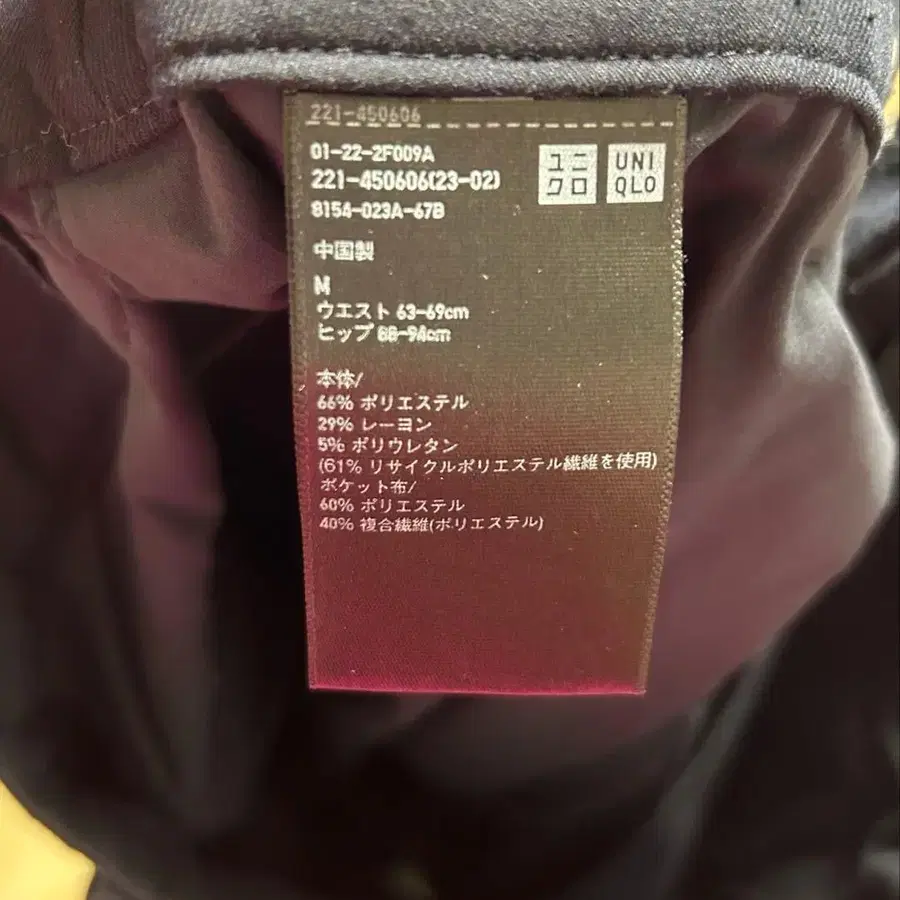 221-450606
01-22-2F009A
221-450606(23-02)
8154-023A-67B
ユニクロ
UNIQLO
中国製
M
ウエスト 63-69cm
ヒップ 88-94cm
本体/
66% ポリエステル
29% レーヨン
5% ポリウレタン
(61% リサイクルポリエステル繊維を使用)
ポケット布/
60% ポリエステル
40% 複合繊維(ポリエステル)